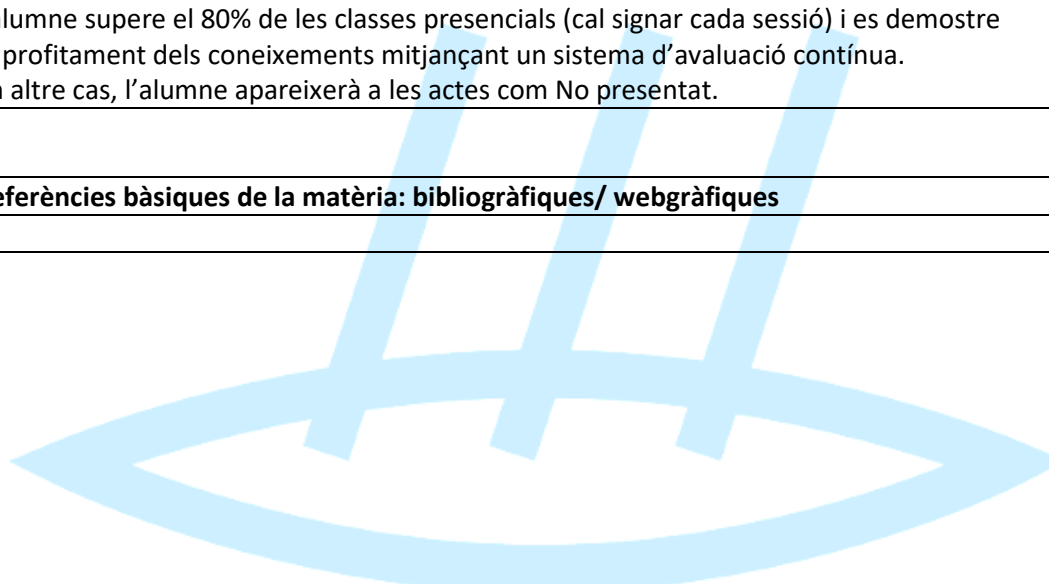 alumne supere el 80% de les classes presencials (cal signar cada sessió) i es demostre
profitament dels coneixements mitjançant un sistema d’avaluació contínua.
altre cas, l’alumne apareixerà a les actes com No presentat.
eferències bàsiques de la matèria: bibliogràfiques/ webgràfiques